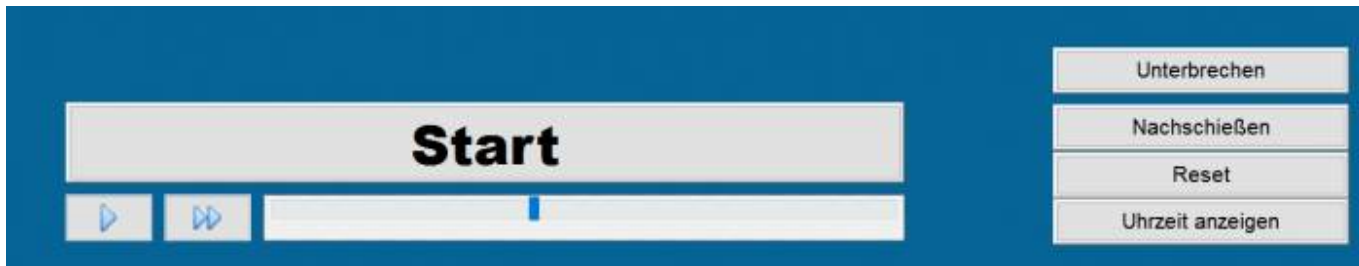 Unterbrechen
Start
Nachschießen
Reset
Uhrzeit anzeigen